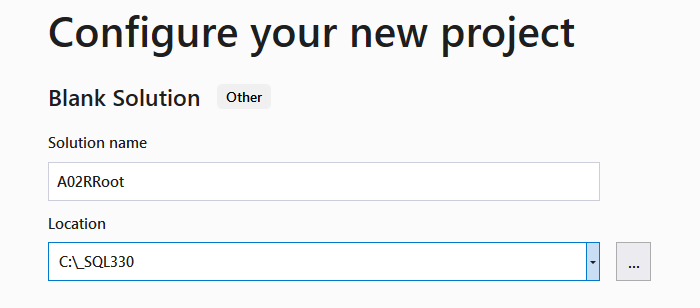 Configure your new project
Blank Solution Other
Solution name
A02RRoot
Location
C:\_SQL330
...